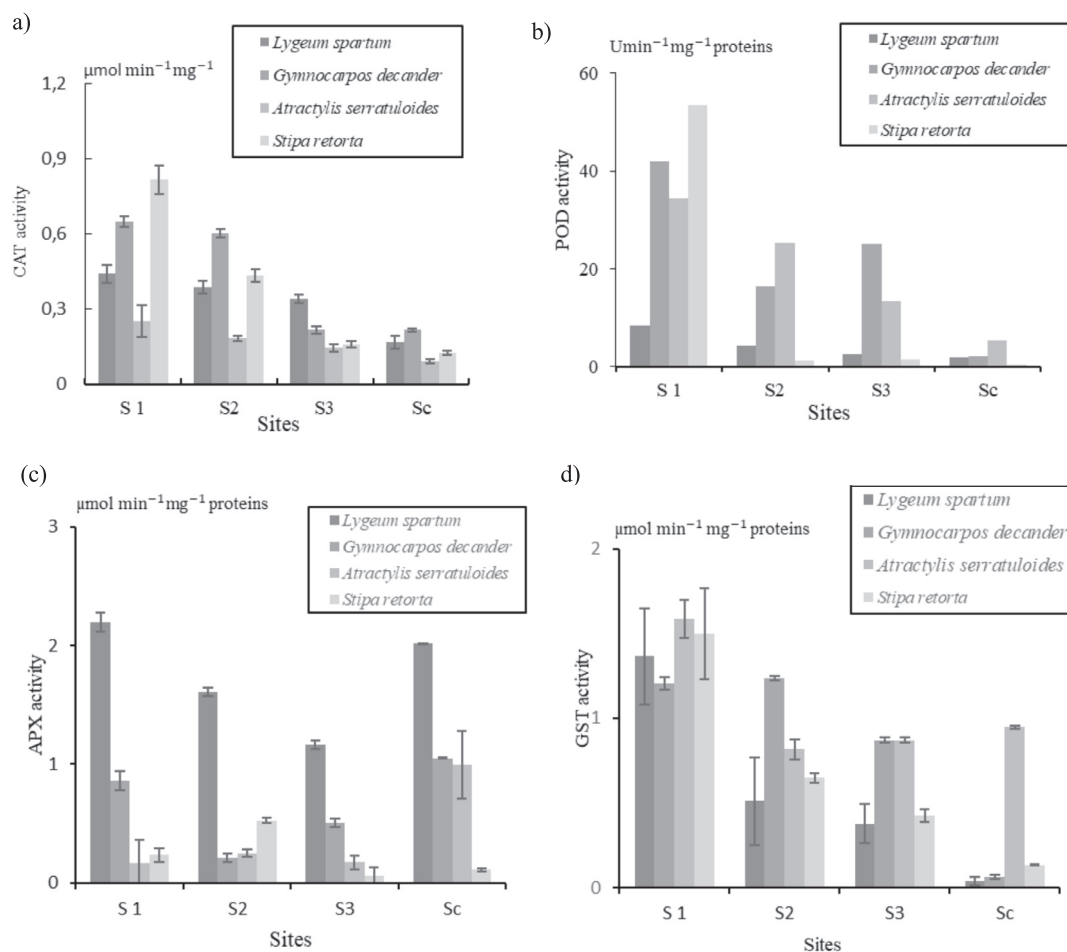 a)
µmol min⁻¹mg⁻¹
Lygeum spartum
Gymnocarpos decander
Atractylis serratuloides
Stipa retorta
CAT activity
1,2
0,9
0,6
0,3
0
S 1 S2 S3 Sc
Sites
b)
Umin⁻¹mg⁻¹ proteins
Lygeum spartum
Gymnocarpos decander
Atractylis serratuloides
Stipa retorta
POD activity
60
40
20
0
S 1 S2 S3 Sc
Sites
c)
µmol min⁻¹mg⁻¹ proteins
Lygeum spartum
Gymnocarpos decander
Atractylis serratuloides
Stipa retorta
APX activity
3
2
1
0
S 1 S2 S3 Sc
Sites
d)
µmol min⁻¹ mg⁻¹ proteins
Lygeum spartum
Gymnocarpos decander
Atractylis serratuloides
Stipa retorta
GST activity
2
1
0
S 1 S2 S3 Sc
Sites